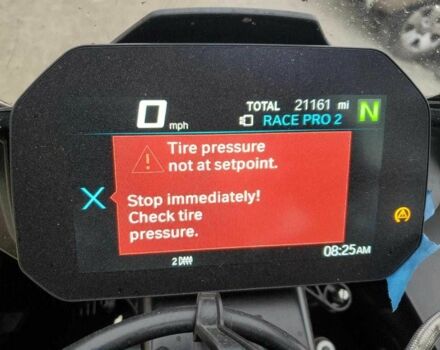 0 mph
TOTAL 21161 mi
RACE PRO 2
N
Tire pressure
not at setpoint.
Stop immediately!
Check tire
pressure.
2
08:25AM